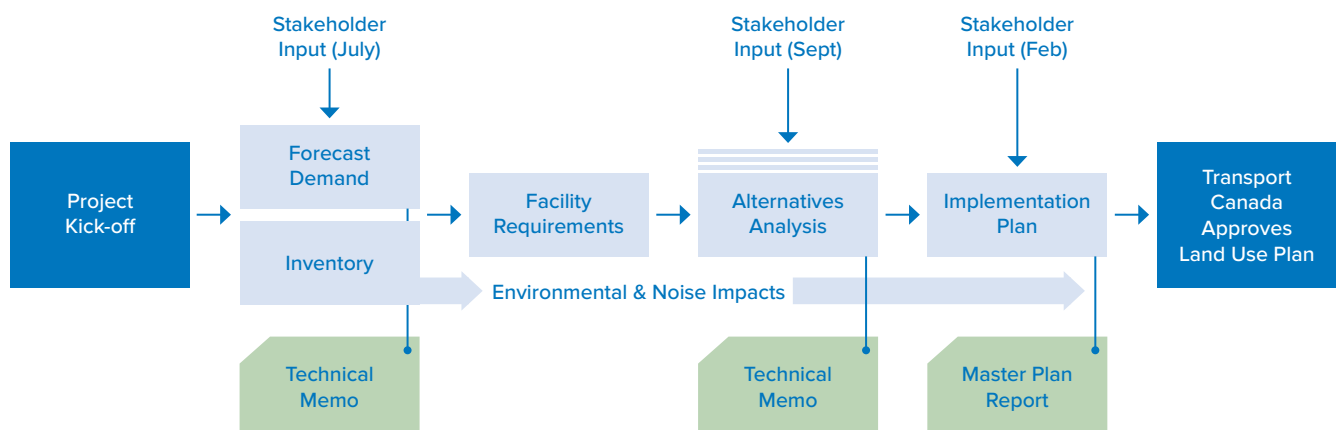 Stakeholder
Input (July)
Stakeholder
Input (Sept)
Stakeholder
Input (Feb)
Project
Kick-off
Forecast
Demand
Inventory
Facility
Requirements
Alternatives
Analysis
Implementation
Plan
Transport
Canada
Approves
Land Use Plan
Environmental & Noise Impacts
Technical
Memo
Technical
Memo
Master Plan
Report